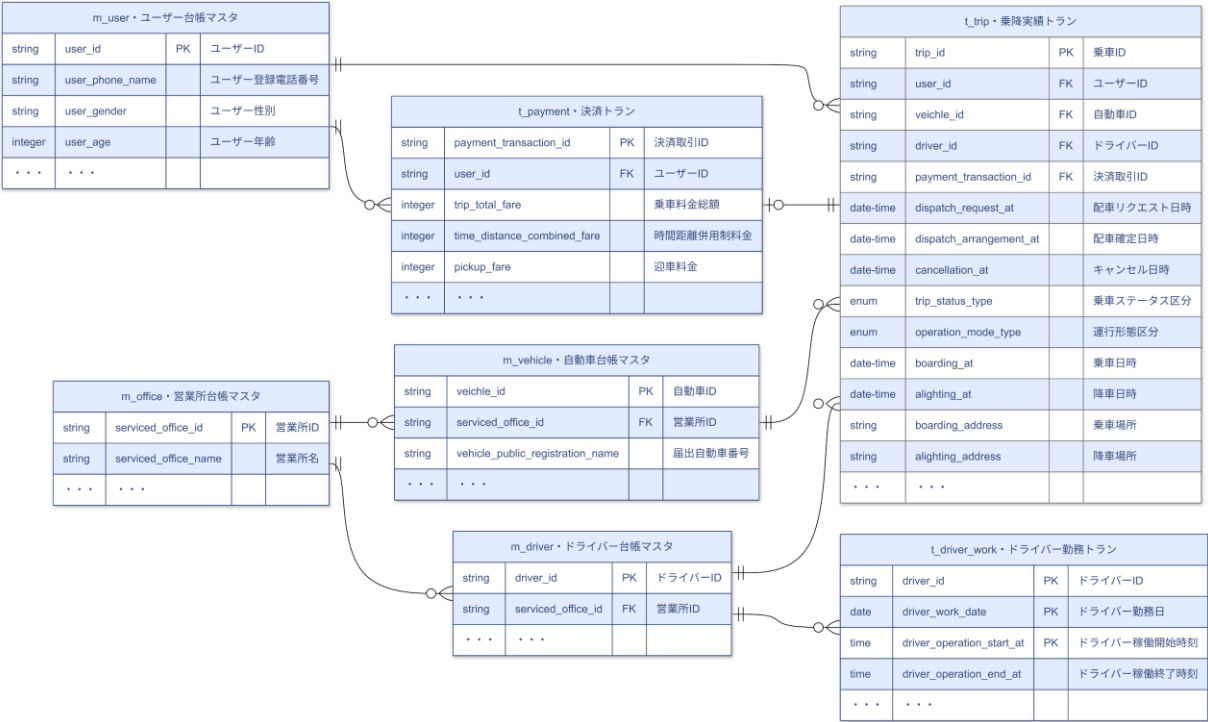 m_user・ユーザー台帳マスタ
string user_id PK ユーザーID
string user_phone_name ユーザー登録電話番号
string user_gender ユーザー性別
integer user_age ユーザー年齢
・・・ ・・・
t_payment・決済トラン
string payment_transaction_id PK 決済取引ID
string user_id FK ユーザーID
integer trip_total_fare 乗車料金総額
integer time_distance_combined_fare 時間距離併用制料金
integer pickup_fare 迎車料金
・・・ ・・・
t_trip・乗降実績トラン
string trip_id PK 乗車ID
string user_id FK ユーザーID
string veichle_id FK 自動車ID
string driver_id FK ドライバーID
string payment_transaction_id FK 決済取引ID
date-time dispatch_request_at 配車リクエスト日時
date-time dispatch_arrangement_at 配車確定日時
date-time cancellation_at キャンセル日時
enum trip_status_type 乗車ステータス区分
enum operation_mode_type 運行形態区分
date-time boarding_at 乗車日時
date-time alighting_at 降車日時
string boarding_address 乗車場所
string alighting_address 降車場所
・・・ ・・・
m_office・営業所台帳マスタ
string serviced_office_id PK 営業所ID
string serviced_office_name 営業所名
・・・ ・・・
m_vehicle・自動車台帳マスタ
string veichle_id PK 自動車ID
string serviced_office_id FK 営業所ID
string vehicle_public_registration_name 届出自動車番号
・・・ ・・・
m_driver・ドライバー台帳マスタ
string driver_id PK ドライバーID
string serviced_office_id FK 営業所ID
・・・ ・・・
t_driver_work・ドライバー勤務トラン
string driver_id PK ドライバーID
date driver_work_date PK ドライバー勤務日
time driver_operation_start_at PK ドライバー稼働開始時刻
time driver_operation_end_at ドライバー稼働終了時刻
・・・ ・・・